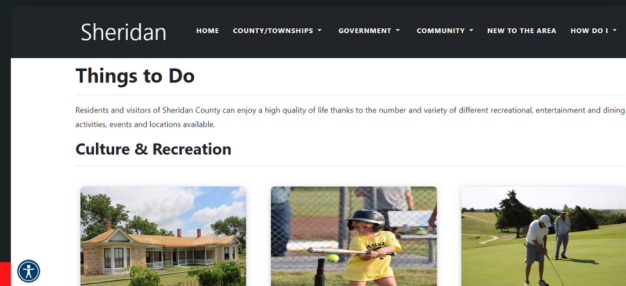 Sheridan HOME COUNTY/TOWNSHIPS GOVERNMENT COMMUNITY NEW TO THE AREA HOW DO I
Things to Do
Residents and visitors of Sheridan County can enjoy a high quality of life thanks to the number and variety of different recreational, entertainment and dining
activities, events and locations available.
Culture & Recreation